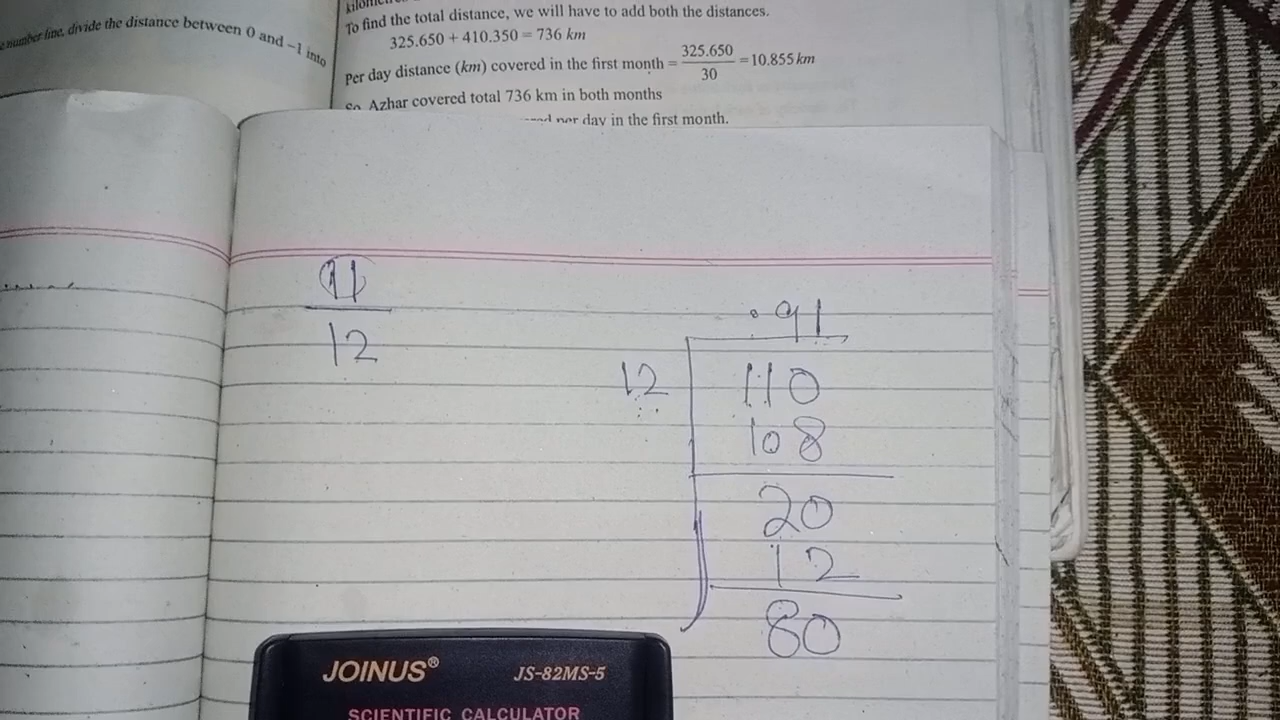 e number line, divide the distance between 0 and –1 into
To find the total distance, we will have to add both the distances.
325.650 + 410.350 = 736 km
Per day distance (km) covered in the first month = 325.650 / 30 = 10.855 km
So, Azhar covered total 736 km in both months
per day in the first month.
11
12
.91
12
110
108
20
12
80
JOINUS® JS-82MS-5
SCIENTIFIC CALCULATOR